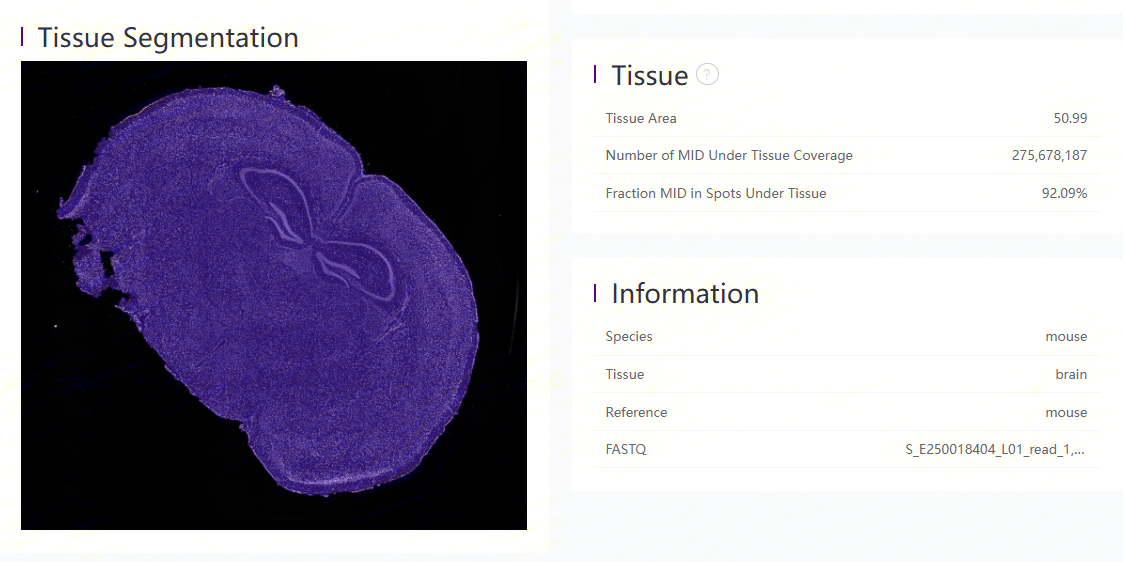 Tissue Segmentation
Tissue ?
Tissue Area 50.99
Number of MID Under Tissue Coverage 275,678,187
Fraction MID in Spots Under Tissue 92.09%
Information
Species mouse
Tissue brain
Reference mouse
FASTQ S_E250018404_L01_read_1,...